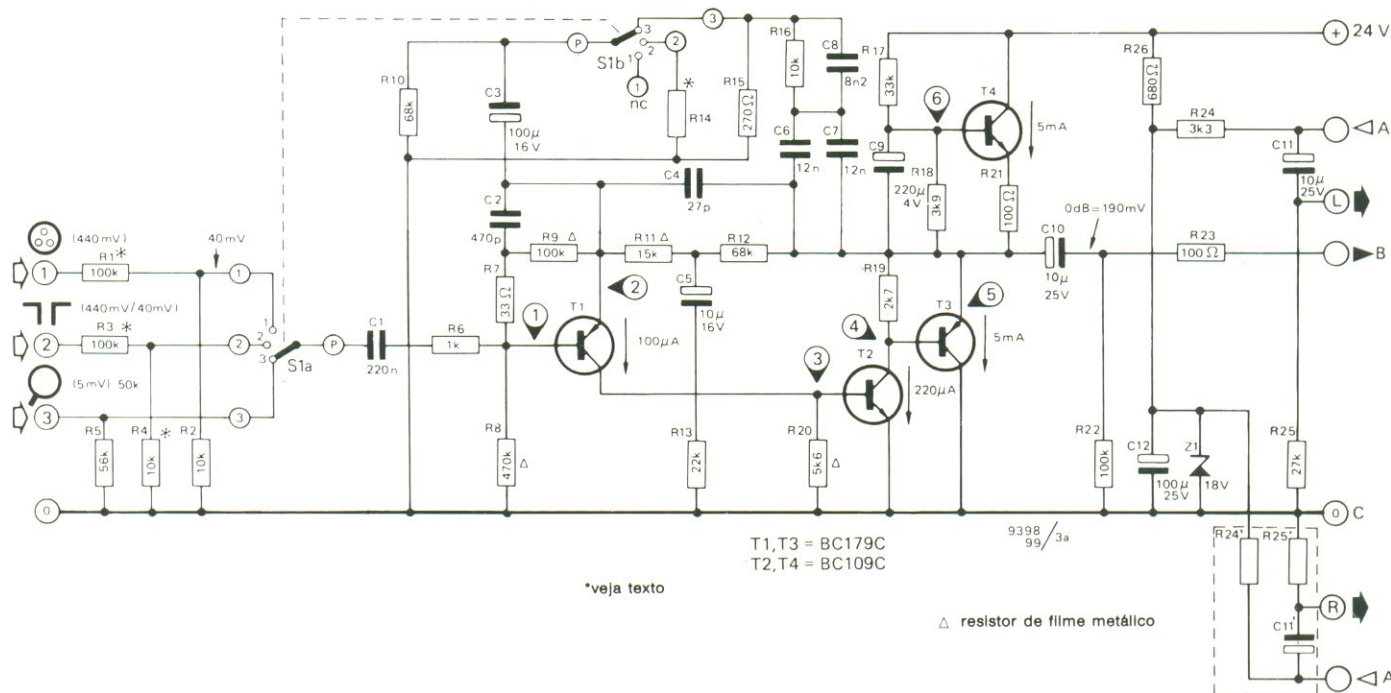 3
P
3
2
2
S1b
1
1
nc
R10
68k
C3
100μ
16V
*
R14
R15
270Ω
R16
10k
C8
8n2
C6
12n
C7
12n
C4
27p
R17
33k
6
T4
5mA
C9
220μ
4V
R18
3k9
R21
100Ω
+ 24 V
R26
680Ω
R24
3k3
A
C11
10μ
25V
L
C2
470p
R9 Δ
100k
R11 Δ
15k
R12
68k
C10
10μ
25V
0dB=190mV
R23
100Ω
B
(440mV)
40mV
1
R1*
100k
1
(440mV/40mV)
2
R3 *
100k
2
1
2
3
S1a
P
C1
220n
R6
1k
(5mV) 50k
3
3
R7
33Ω
1
2
T1
100μA
C5
10μ
16V
R19
2k7
4
T3
5
5mA
3
T2
220μA
R5
56k
R4
*
10k
R2
10k
R8
470k
Δ
R13
22k
R20
5k6
Δ
R22
100k
C12
100μ
25V
Z1
18V
R25
27k
0
0 C
T1,T3 = BC179C
T2,T4 = BC109C
9398
99/3a
*veja texto
Δ resistor de filme metálico
R24'
R25'
R
C11'
A